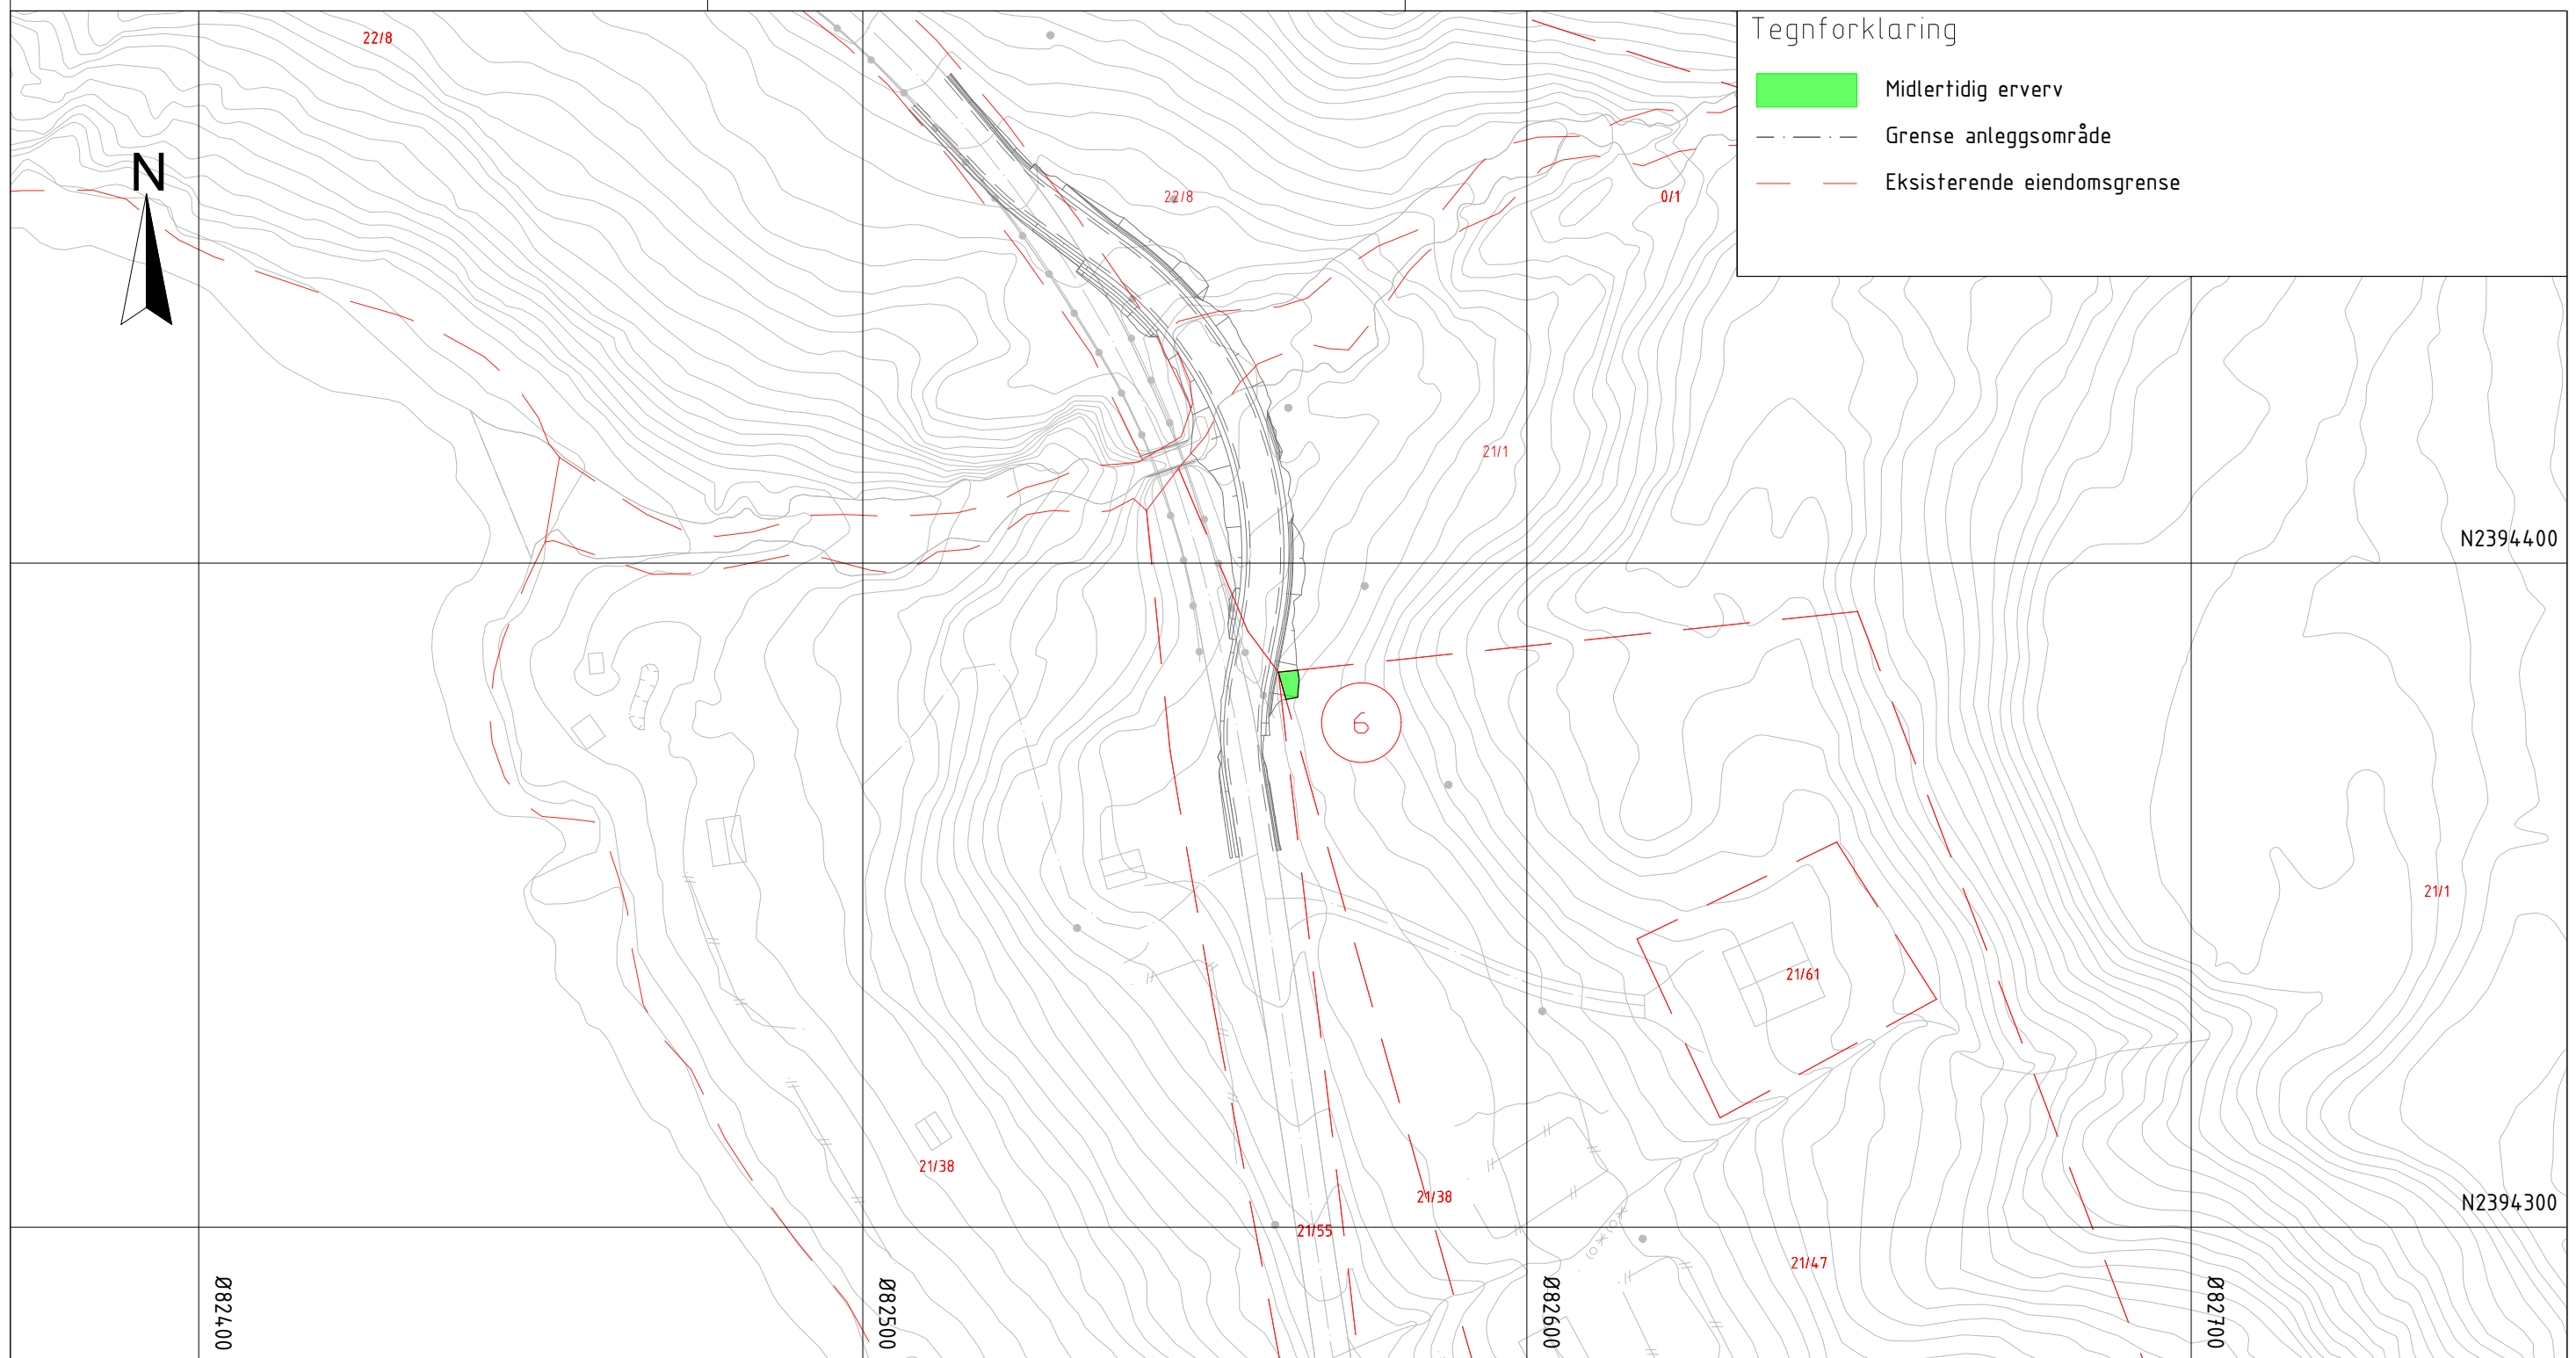 Tegnforklaring
Midlertidig erverv
Grense anleggsområde
Eksisterende eiendomsgrense
22/8
N
22/8
0/1
21/1
N2394400
6
21/1
21/61
21/38
21/38
21/55
21/47
N2394300
Ø82400
Ø82500
Ø82600
Ø82700